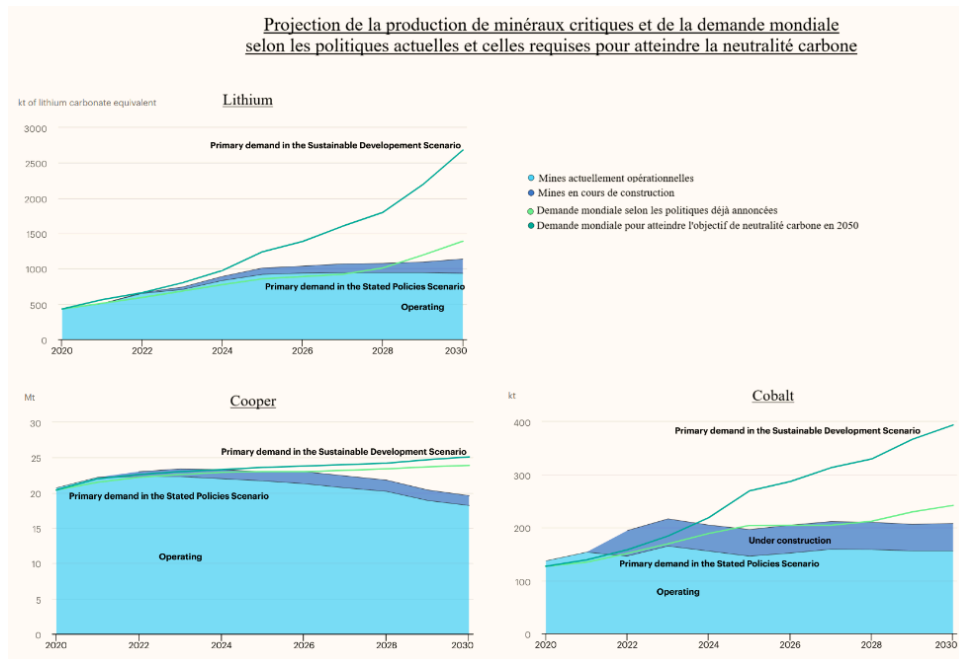 Projection de la production de minéraux critiques et de la demande mondiale
selon les politiques actuelles et celles requises pour atteindre la neutralité carbone
kt of lithium carbonate equivalent
Lithium
3000
Primary demand in the Sustainable Developement Scenario
2500
2000
1500
1000
Primary demand in the Stated Policies Scenario
500
Operating
0
2020 2022 2024 2026 2028 2030
Mines actuellement opérationnelles
Mines en cours de construction
Demande mondiale selon les politiques déjà annoncées
Demande mondiale pour atteindre l'objectif de neutralité carbone en 2050
Mt
Cooper
30
Primary demand in the Sustainable Development Scenario
25
20
Primary demand in the Stated Policies Scenario
15
Operating
10
5
0
2020 2022 2024 2026 2028 2030
kt
Cobalt
400
Primary demand in the Sustainable Development Scenario
300
200
Under construction
Primary demand in the Stated Policies Scenario
100
Operating
0
2020 2022 2024 2026 2028 2030